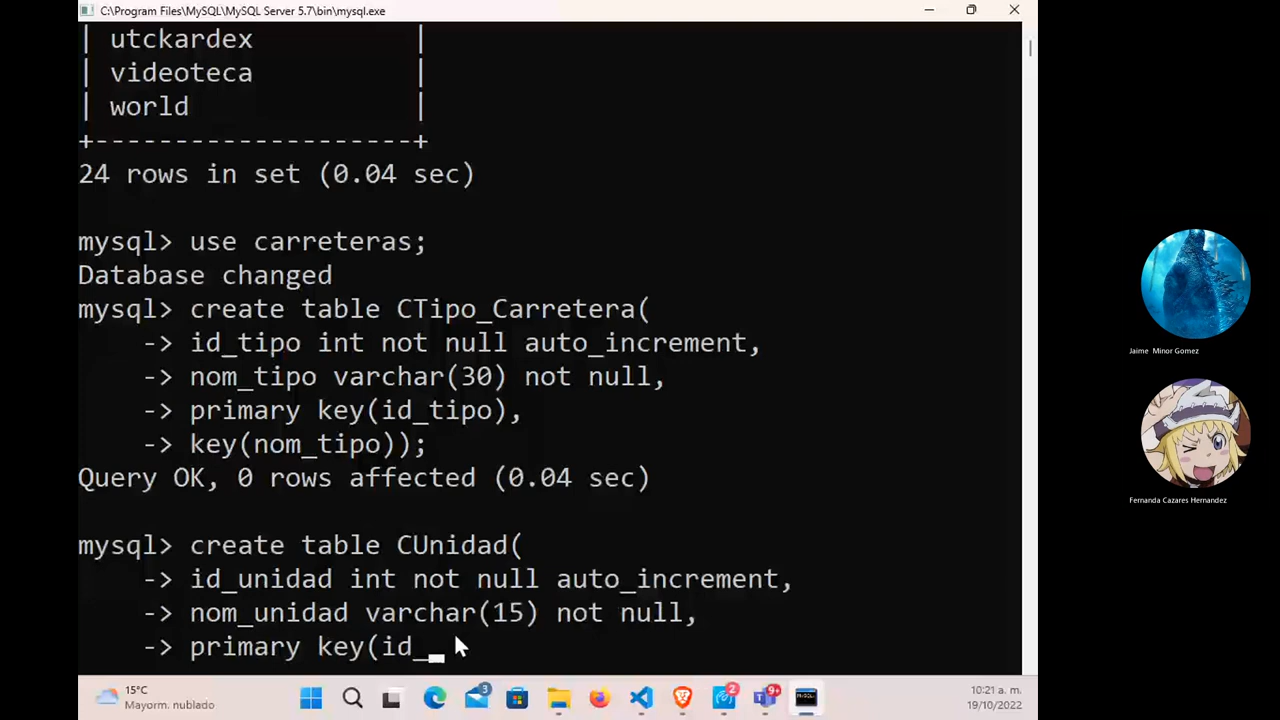 C:\Program Files\MySQL\MySQL Server 5.7\bin\mysql.exe
| utckardex |
| videoteca |
| world |
+--------------------+
24 rows in set (0.04 sec)
mysql> use carreteras;
Database changed
mysql> create table CTipo_Carretera(
-> id_tipo int not null auto_increment,
-> nom_tipo varchar(30) not null,
-> primary key(id_tipo),
-> key(nom_tipo));
Query OK, 0 rows affected (0.04 sec)
mysql> create table CUnidad(
-> id_unidad int not null auto_increment,
-> nom_unidad varchar(15) not null,
-> primary key(id_
Jaime Minor Gomez
Fernanda Cazares Hernandez
15°C
Mayorm. nublado
3
2
9+
10:21 a. m.
19/10/2022